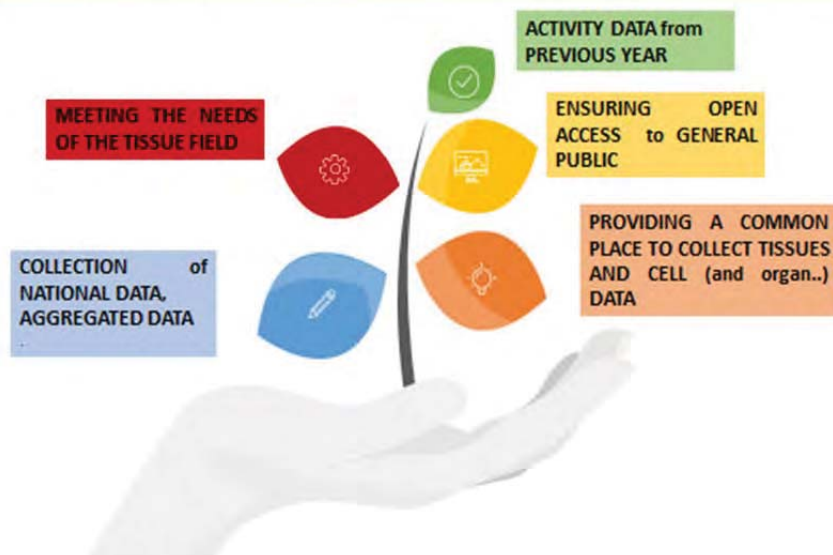 ACTIVITY DATA from
PREVIOUS YEAR
MEETING THE NEEDS
OF THE TISSUE FIELD
ENSURING OPEN
ACCESS to GENERAL
PUBLIC
COLLECTION of
NATIONAL DATA,
AGGREGATED DATA
.
PROVIDING A COMMON
PLACE TO COLLECT TISSUES
AND CELL (and organ..)
DATA